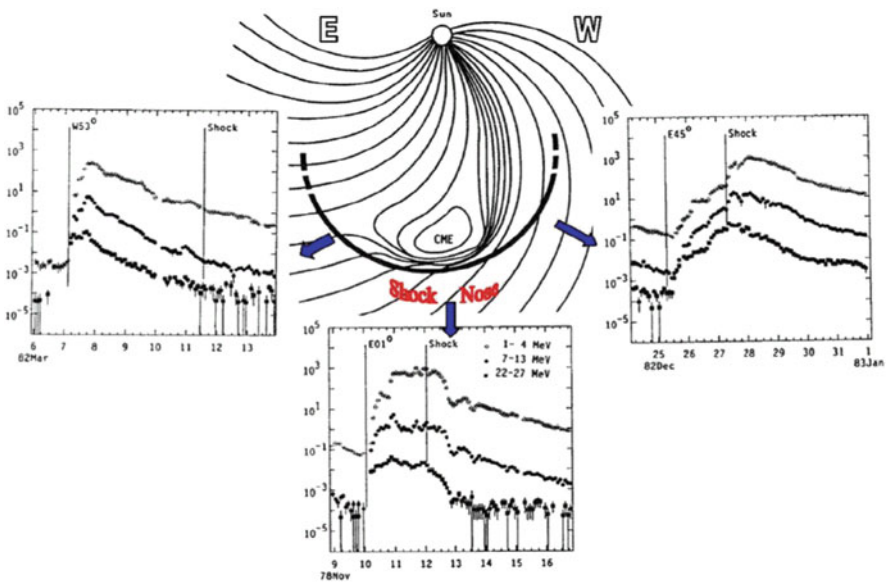 Sun
E
W
CME
Shock Nose
W53° Shock
10⁵
10³
10¹
10⁻¹
10⁻³
10⁻⁵
6 7 8 9 10 11 12 13
82Mar
E01° Shock
1- 4 MeV
7-13 MeV
22-27 MeV
10⁵
10³
10¹
10⁻¹
10⁻³
10⁻⁵
9 10 11 12 13 14 15 16
78Nov
E45° Shock
10⁵
10³
10¹
10⁻¹
10⁻³
10⁻⁵
25 26 27 28 29 30 31 1
82Dec 83Jan